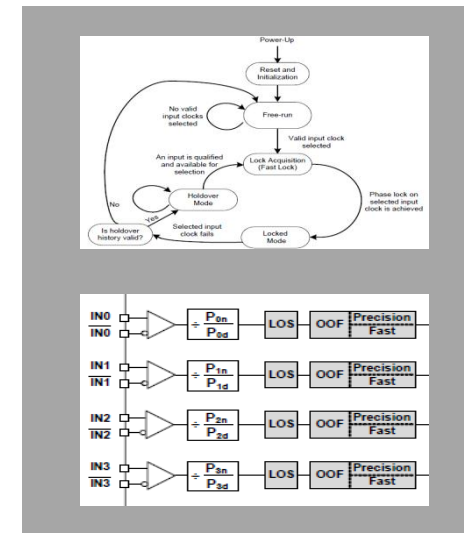 Power-Up
Reset and
Initialization
No valid
input clocks
selected
Free-run
Valid input clock
selected
An input is qualified
and available for
selection
Lock Acquisition
(Fast Lock)
Holdover
Mode
No
Yes
Phase lock on
selected input
clock is achieved
Is holdover
history valid?
Selected input
clock fails
Locked
Mode
IN0
IN0
÷ P0n
P0d
LOS
OOF
Precision
Fast
IN1
IN1
÷ P1n
P1d
LOS
OOF
Precision
Fast
IN2
IN2
÷ P2n
P2d
LOS
OOF
Precision
Fast
IN3
IN3
÷ P3n
P3d
LOS
OOF
Precision
Fast